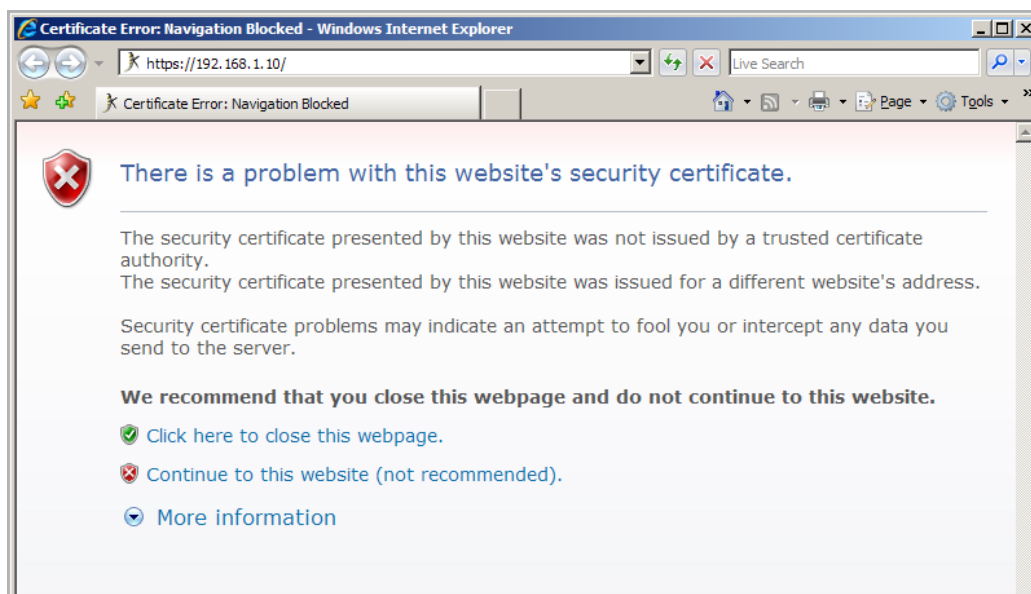 Certificate Error: Navigation Blocked - Windows Internet Explorer
https://192.168.1.10/
Live Search
Certificate Error: Navigation Blocked
Page
Tools
There is a problem with this website's security certificate.
The security certificate presented by this website was not issued by a trusted certificate
authority.
The security certificate presented by this website was issued for a different website's address.
Security certificate problems may indicate an attempt to fool you or intercept any data you
send to the server.
We recommend that you close this webpage and do not continue to this website.
Click here to close this webpage.
Continue to this website (not recommended).
More information